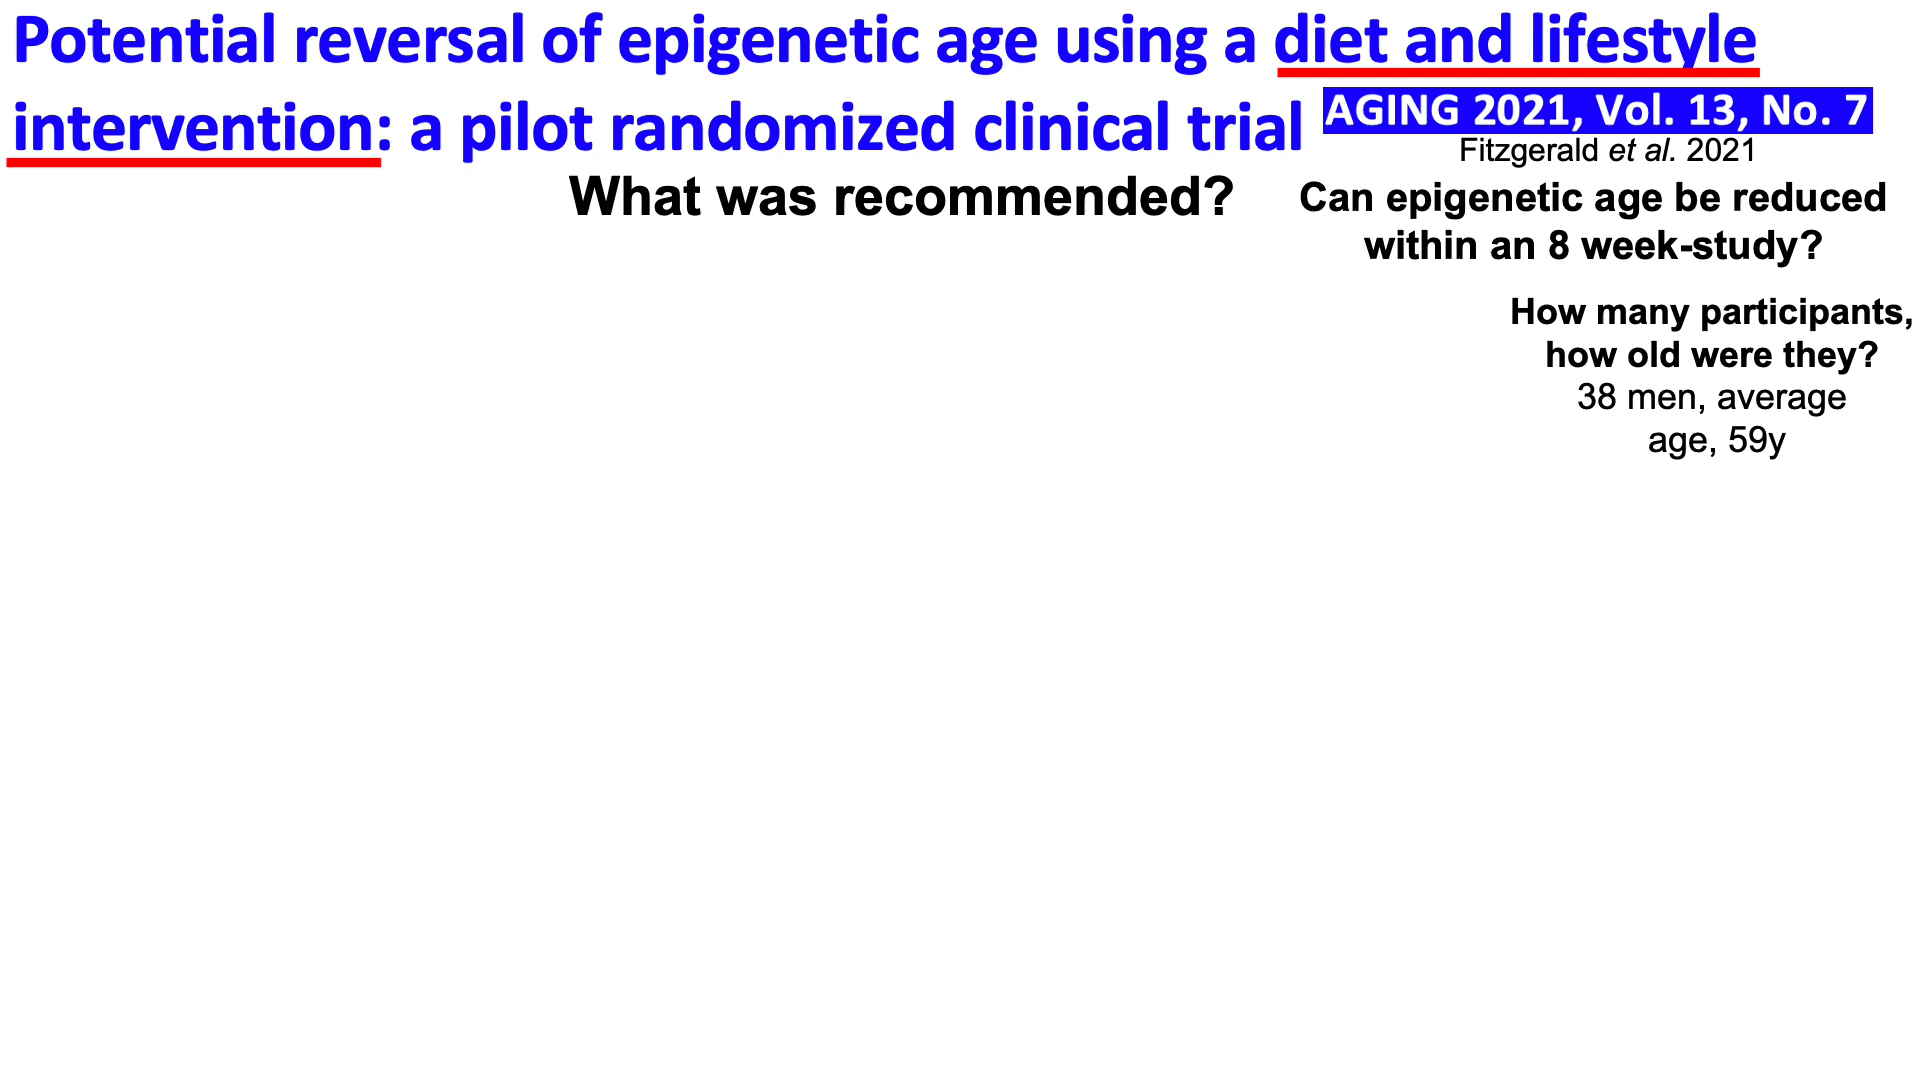 Potential reversal of epigenetic age using a diet and lifestyle
intervention: a pilot randomized clinical trial
AGING 2021, Vol. 13, No. 7
Fitzgerald et al. 2021
What was recommended?
Can epigenetic age be reduced
within an 8 week-study?
How many participants,
how old were they?
38 men, average
age, 59y